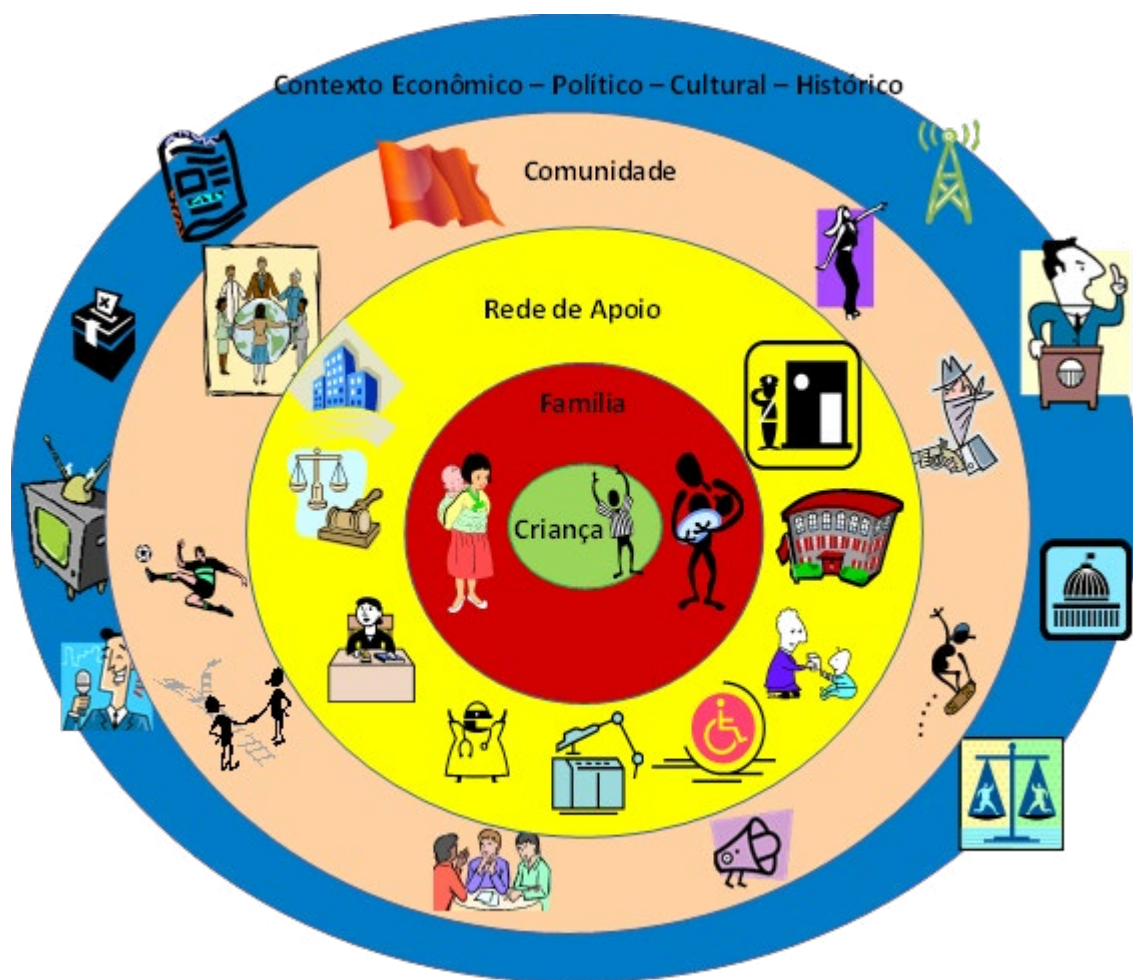 Contexto Econômico – Político – Cultural – Histórico
Comunidade
Rede de Apoio
Família
Criança